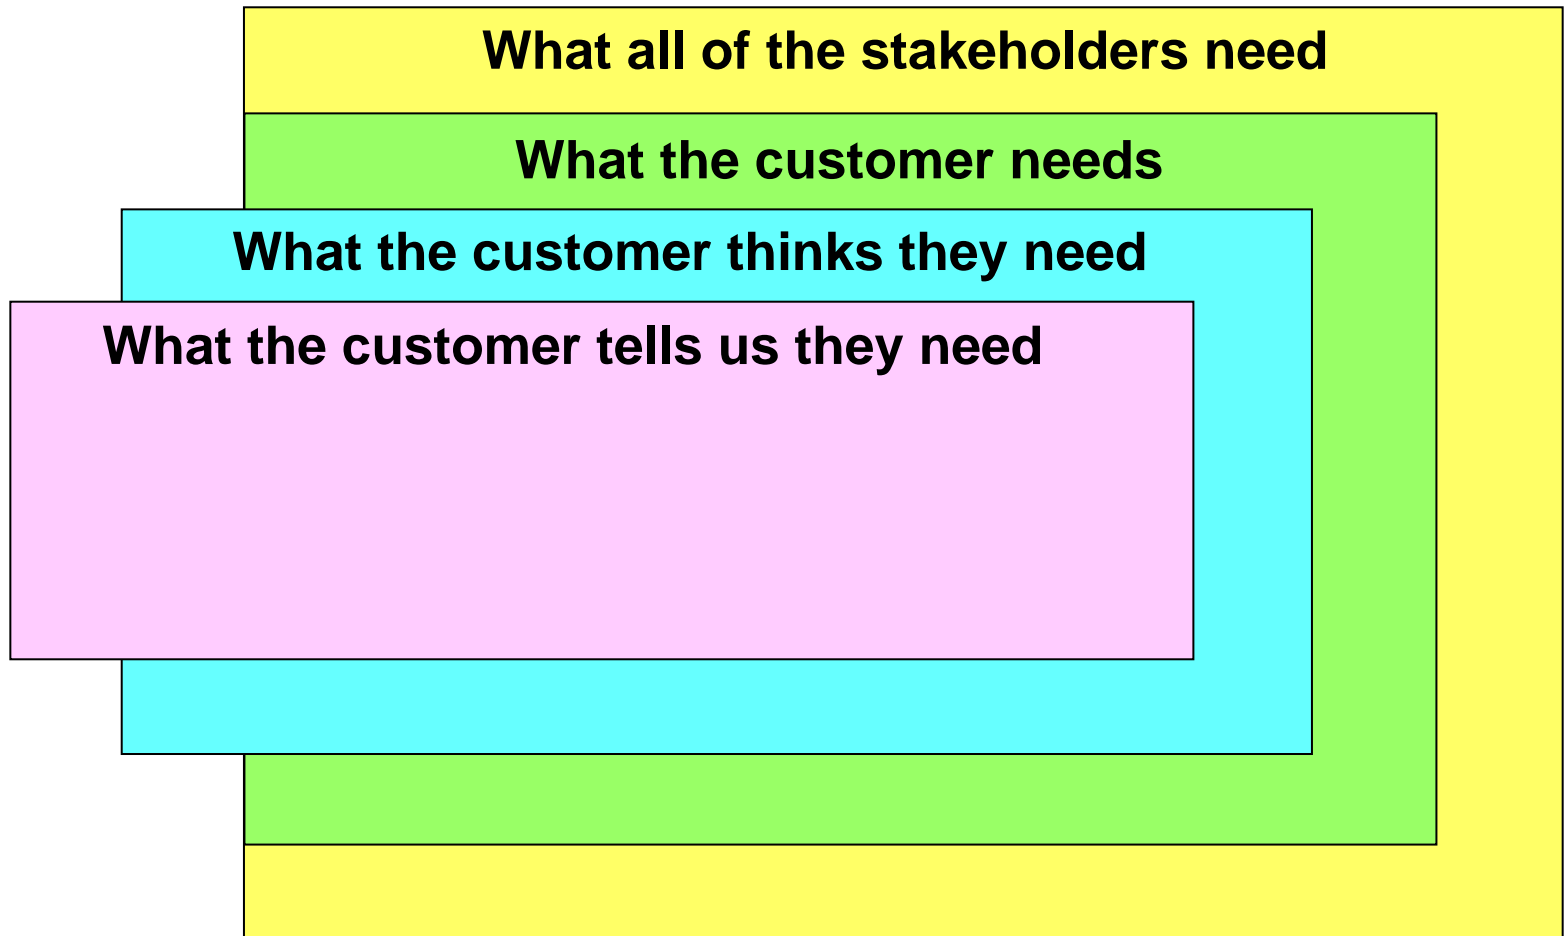 What all of the stakeholders need
What the customer needs
What the customer thinks they need
What the customer tells us they need